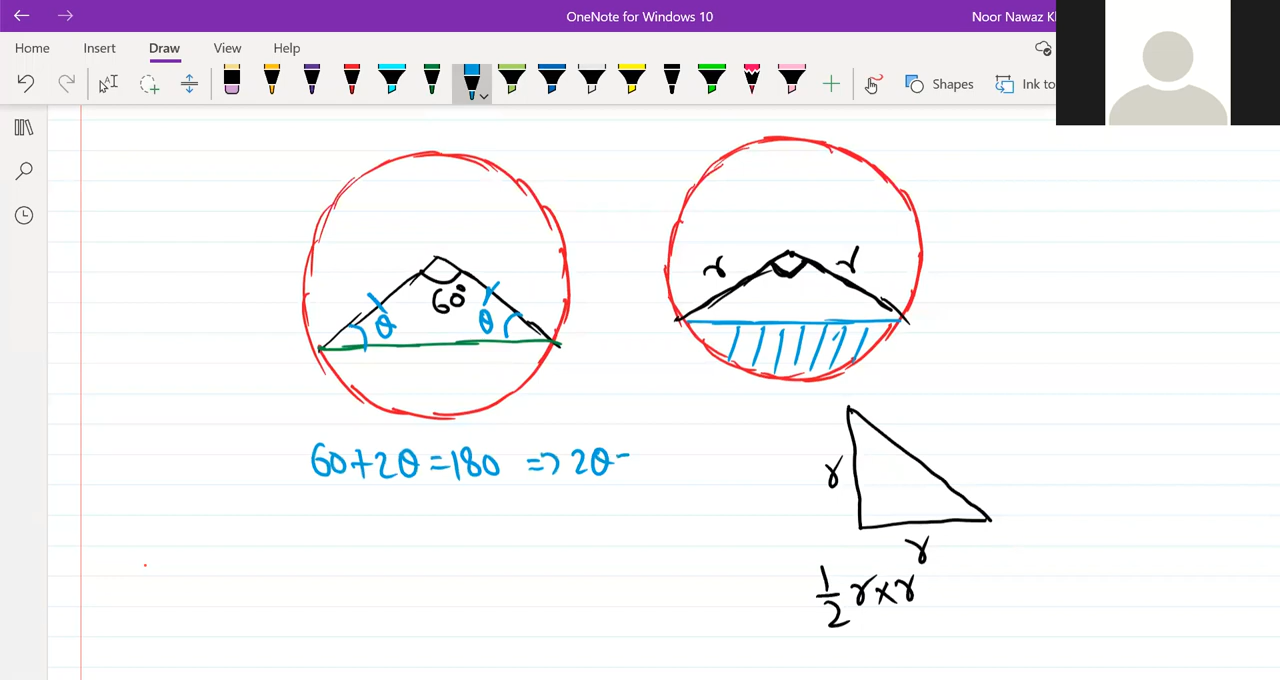 OneNote for Windows 10
Noor Nawaz Kh
Home Insert Draw View Help
Shapes
Ink to
60°
θ
θ
r
r
60+2θ=180 => 2θ-
r
r
1/2 r×r